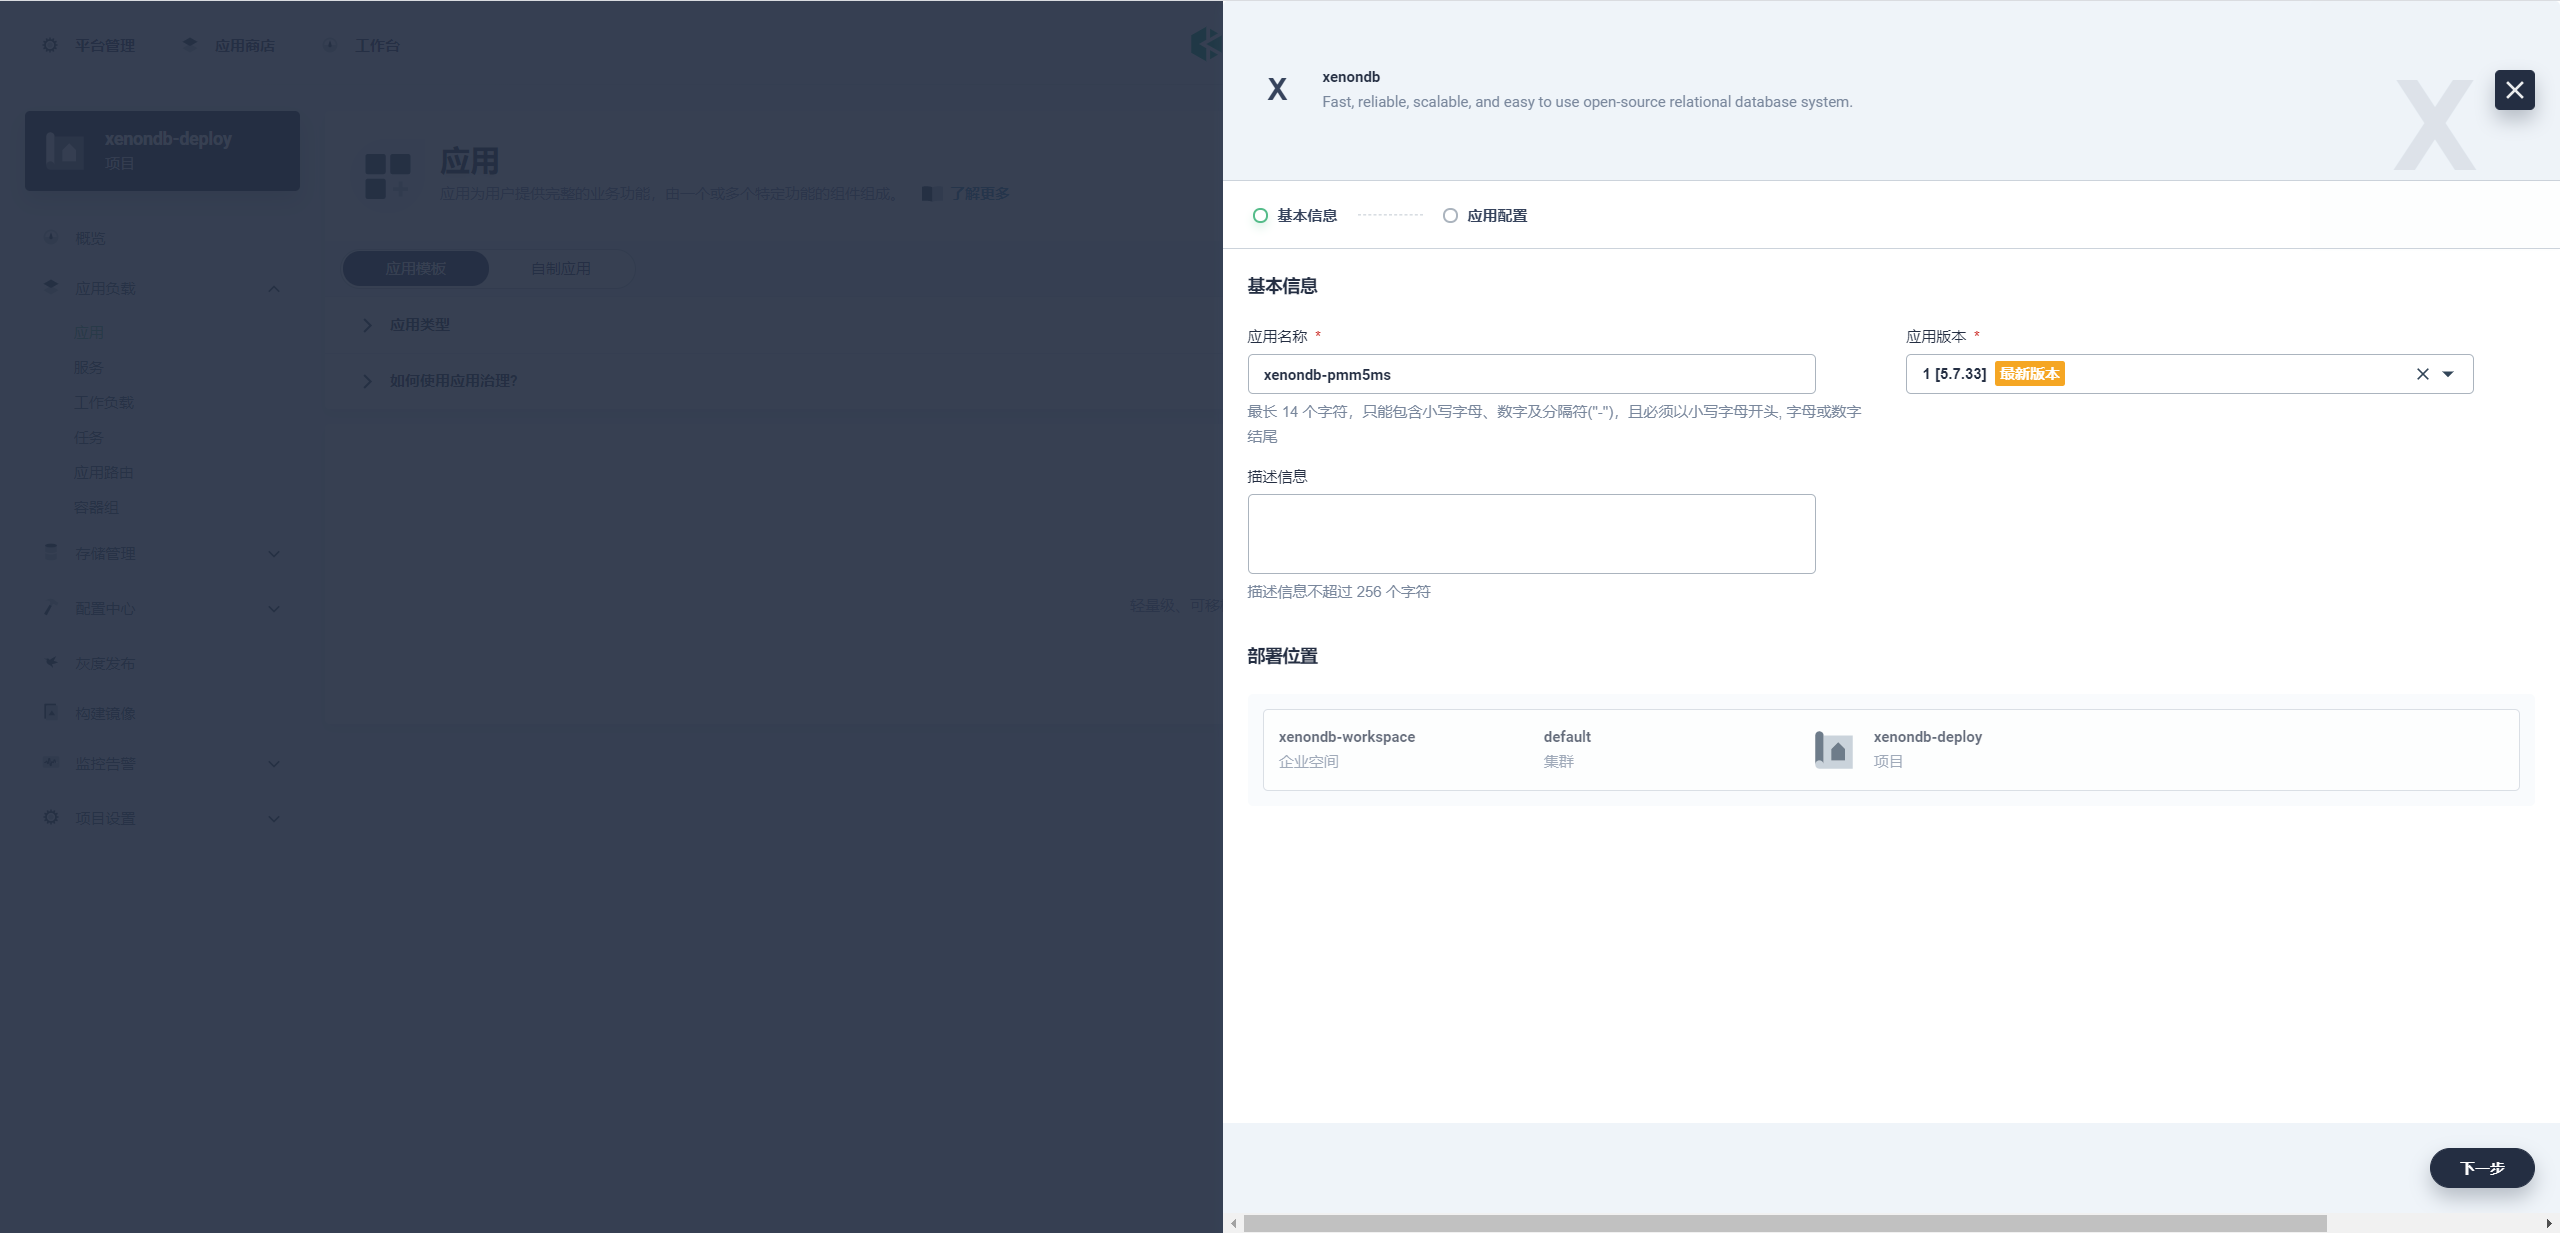 平台管理
应用商店
工作台
xenondb-deploy
项目
概览
应用负载
应用
服务
工作负载
任务
应用路由
容器组
存储管理
配置中心
灰度发布
构建镜像
监控告警
项目设置
应用
应用为用户提供完整的业务功能，由一个或多个特定功能的组件组成。
了解更多
应用模板
自制应用
应用类型
如何使用应用治理?
轻量级、可移
X
xenondb
Fast, reliable, scalable, and easy to use open-source relational database system.
X
基本信息
应用配置
基本信息
应用名称 *
xenondb-pmm5ms
最长 14 个字符，只能包含小写字母、数字及分隔符("-")，且必须以小写字母开头, 字母或数字
结尾
应用版本 *
1 [5.7.33] 最新版本
描述信息
描述信息不超过 256 个字符
部署位置
xenondb-workspace
企业空间
default
集群
xenondb-deploy
项目
下一步